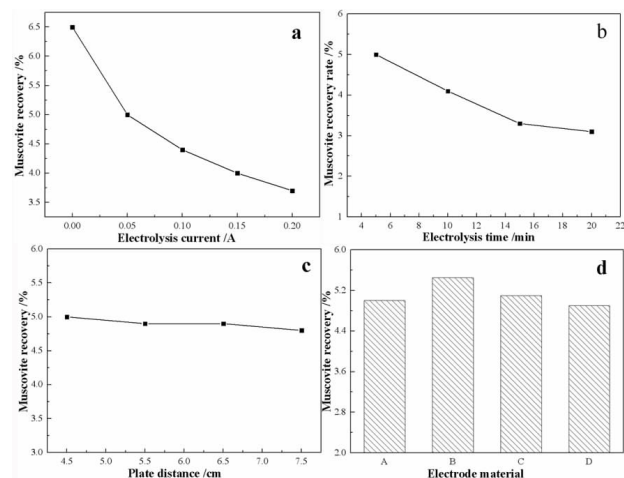 a
Muscovite recovery /%
6.5
6.0
5.5
5.0
4.5
4.0
3.5
0.00 0.05 0.10 0.15 0.20
Electrolysis current /A
b
Muscovite recovery rate/%
6
5
4
3
2
1
4 6 8 10 12 14 16 18 20 22
Electrolysis time /min
c
Muscovite recovery /%
6.0
5.5
5.0
4.5
4.0
3.5
3.0
4.5 5.0 5.5 6.0 6.5 7.0 7.5
Plate distance /cm
d
Muscovite recovery /%
6.0
5.2
4.4
3.6
2.8
2.0
A B C D
Electrode material